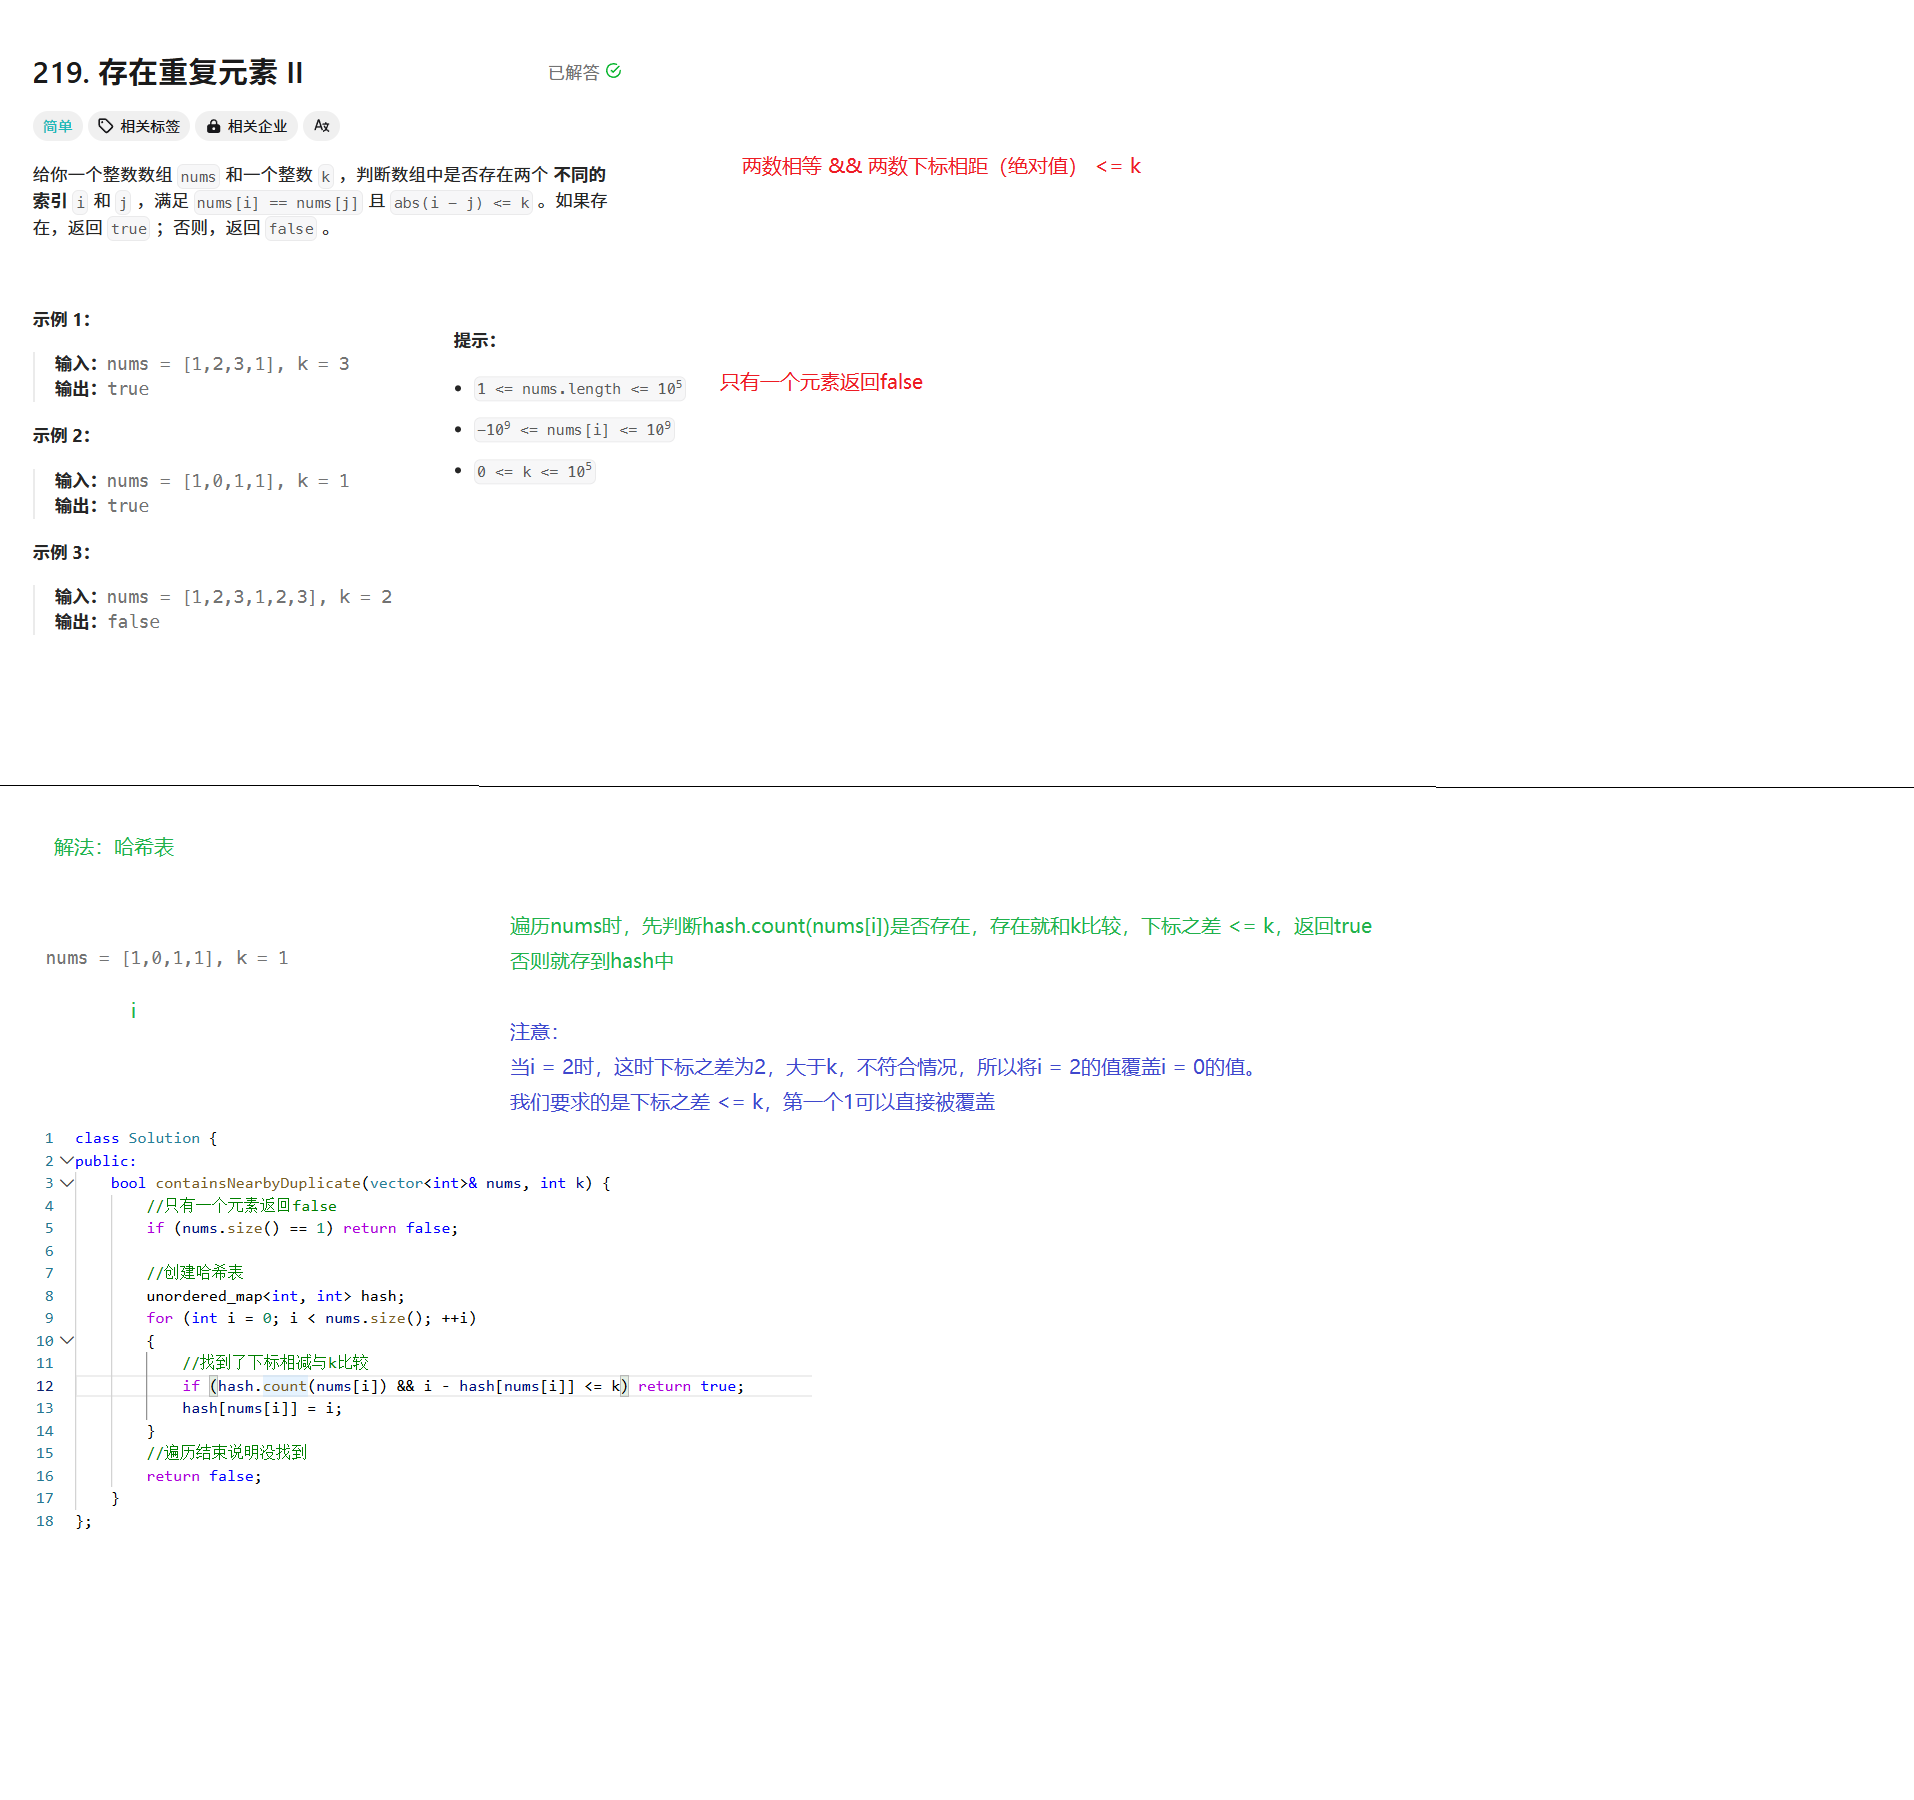 219. 存在重复元素 II
已解答
简单 相关标签 相关企业
给你一个整数数组 nums 和一个整数 k ，判断数组中是否存在两个 不同的
索引 i 和 j ，满足 nums[i] == nums[j] 且 abs(i - j) <= k 。如果存
在，返回 true ；否则，返回 false 。
两数相等 && 两数下标相距（绝对值） <= k
示例 1：
输入：nums = [1,2,3,1], k = 3
输出：true
示例 2：
输入：nums = [1,0,1,1], k = 1
输出：true
示例 3：
输入：nums = [1,2,3,1,2,3], k = 2
输出：false
提示：
• 1 <= nums.length <= 10⁵
只有一个元素返回false
• -10⁹ <= nums[i] <= 10⁹
• 0 <= k <= 10⁵
解法：哈希表
nums = [1,0,1,1], k = 1
i
遍历nums时，先判断hash.count(nums[i])是否存在，存在就和k比较，下标之差 <= k，返回true
否则就存到hash中
注意：
当i = 2时，这时下标之差为2，大于k，不符合情况，所以将i = 2的值覆盖i = 0的值。
我们要求的是下标之差 <= k，第一个1可以直接被覆盖
1 class Solution {
2 public:
3     bool containsNearbyDuplicate(vector<int>& nums, int k) {
4         //只有一个元素返回false
5         if (nums.size() == 1) return false;
6
7         //创建哈希表
8         unordered_map<int, int> hash;
9         for (int i = 0; i < nums.size(); ++i)
10         {
11             //找到了下标相减与k比较
12             if (hash.count(nums[i]) && i - hash[nums[i]] <= k) return true;
13             hash[nums[i]] = i;
14         }
15         //遍历结束说明没找到
16         return false;
17     }
18 };